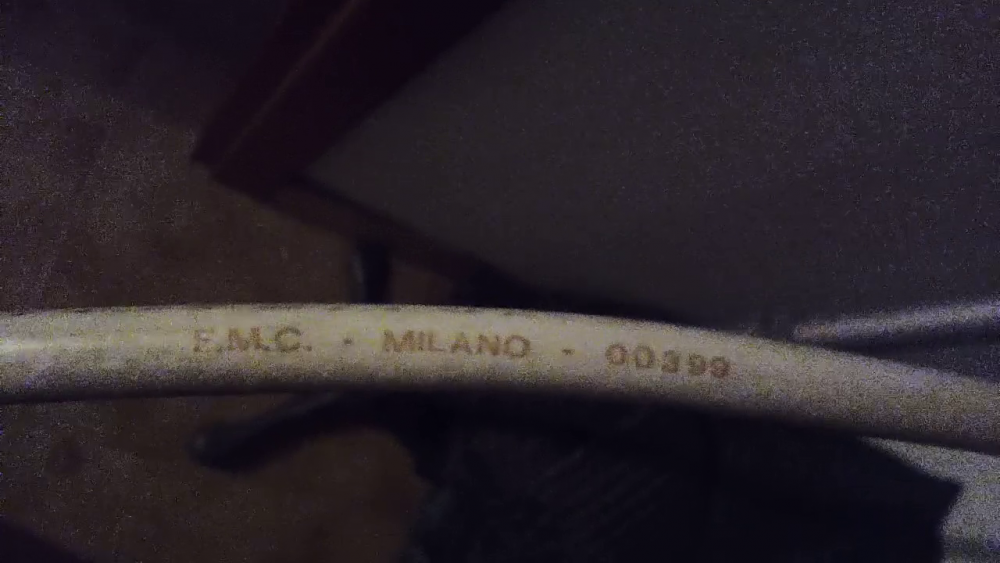 E.M.C. - MILANO - 00399